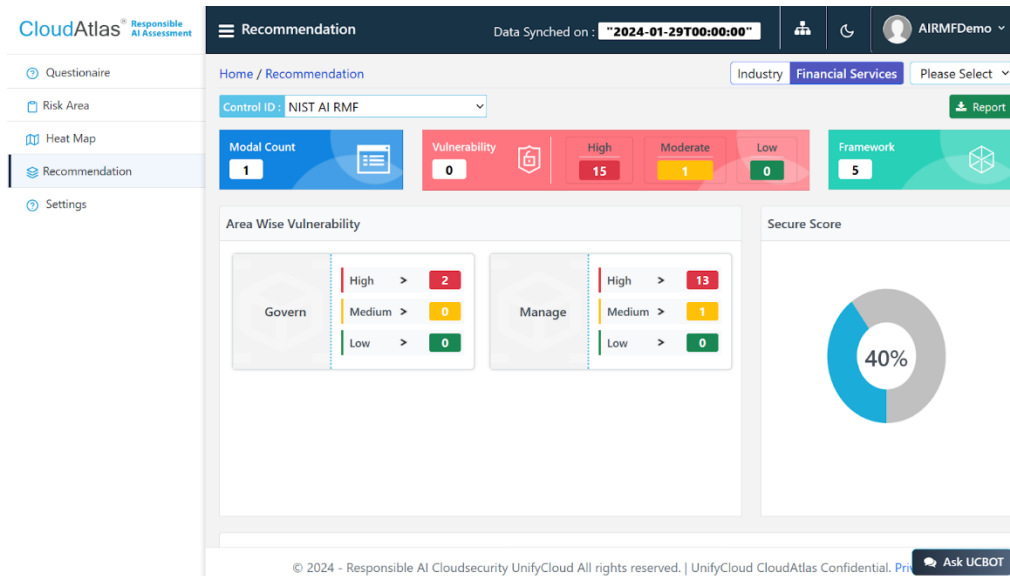 CloudAtlas® Responsible AI Assessment
Questionaire
Risk Area
Heat Map
Recommendation
Settings
Recommendation
Data Synched on : "2024-01-29T00:00:00"
AIRMFDemo
Home / Recommendation
Industry Financial Services Please Select
Control ID : NIST AI RMF
Report
Modal Count
1
Vulnerability
0
High
15
Moderate
1
Low
0
Framework
5
Area Wise Vulnerability
Govern
High > 2
Medium > 0
Low > 0
Manage
High > 13
Medium > 1
Low > 0
Secure Score
40%
© 2024 - Responsible AI Cloudsecurity UnifyCloud All rights reserved. | UnifyCloud CloudAtlas Confidential. Pri
Ask UCBOT